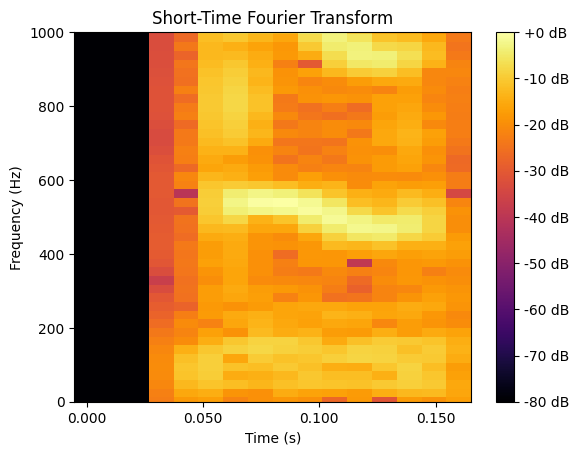 Short-Time Fourier Transform
1000
800
600
400
200
0
Frequency (Hz)
0.000
0.050
0.100
0.150
Time (s)
+0 dB
-10 dB
-20 dB
-30 dB
-40 dB
-50 dB
-60 dB
-70 dB
-80 dB